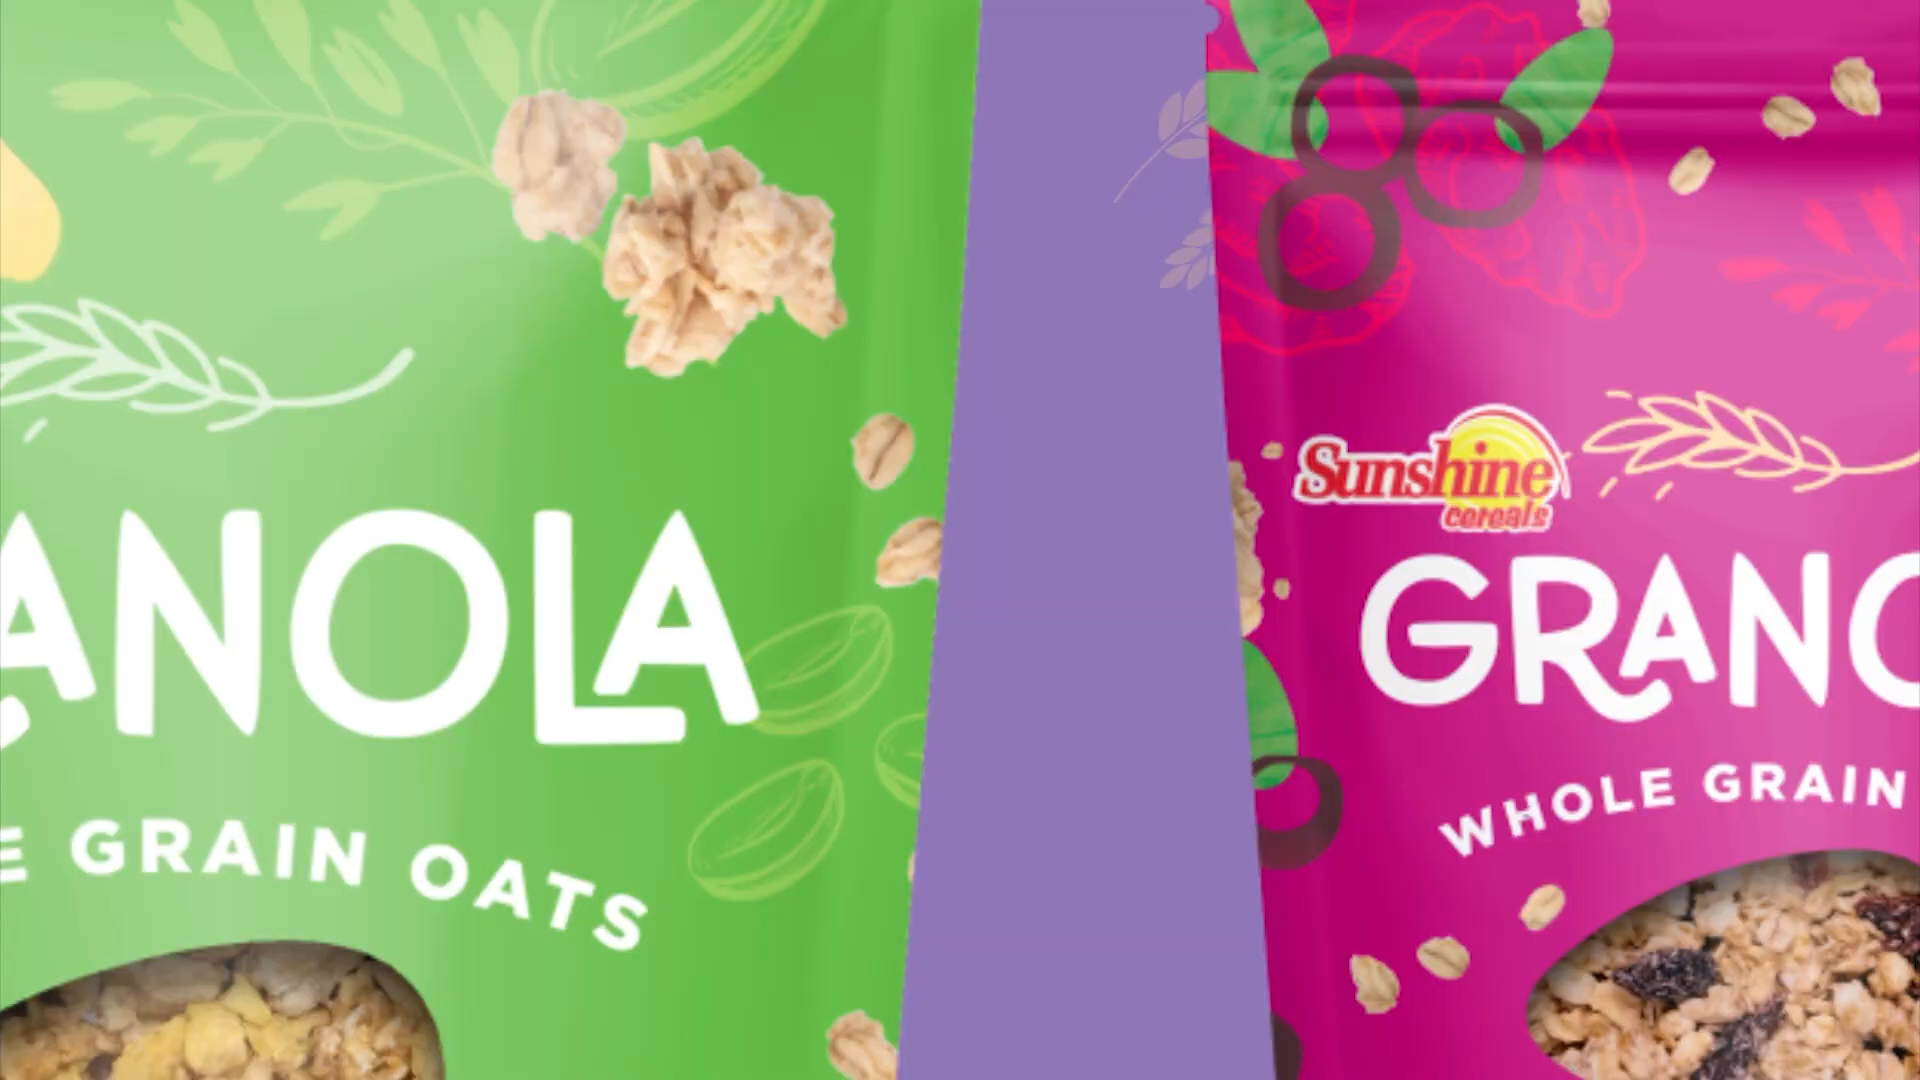 ANOLA
E GRAIN OATS
Sunshine
cereals
GRANO
WHOLE GRAIN